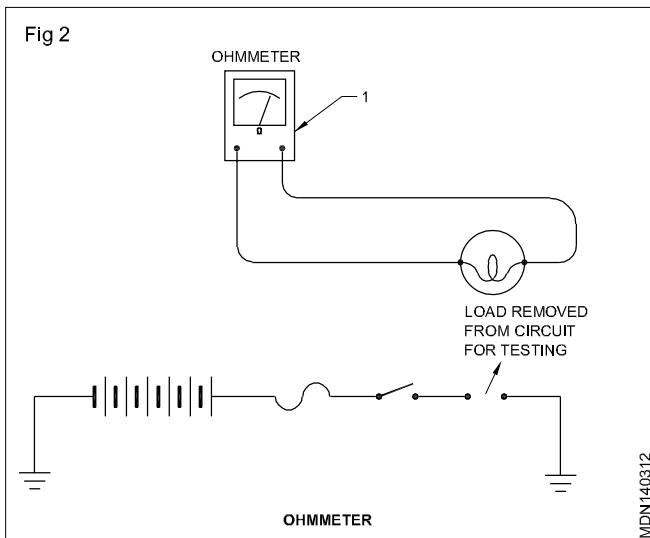 Fig 2
OHMMETER
1
Ω
LOAD REMOVED
FROM CIRCUIT
FOR TESTING
OHMMETER
MDN140312